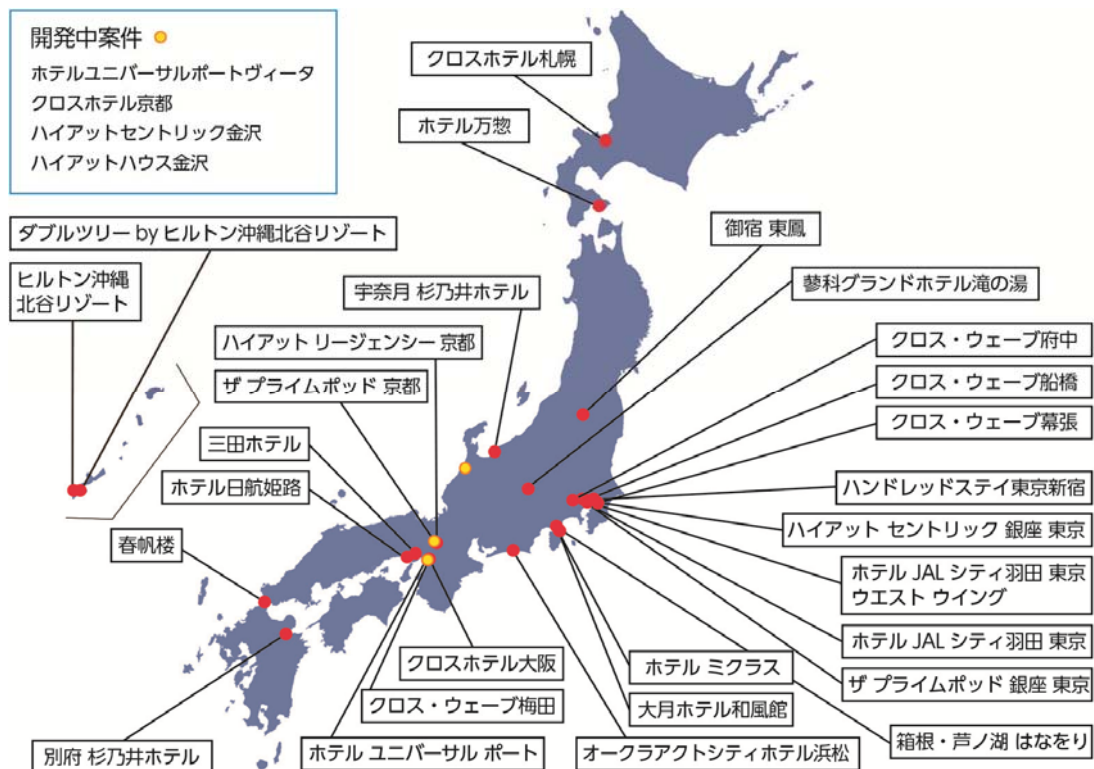 開発中案件
ホテルユニバーサルポートヴィータ
クロスホテル京都
ハイアットセントリック金沢
ハイアットハウス金沢
クロスホテル札幌
ホテル万惣
ダブルツリー by ヒルトン沖縄北谷リゾート
ヒルトン沖縄
北谷リゾート
御宿 東鳳
宇奈月 杉乃井ホテル
蓼科グランドホテル滝の湯
ハイアット リージェンシー 京都
クロス・ウェーブ府中
ザ プライムポッド 京都
クロス・ウェーブ船橋
三田ホテル
クロス・ウェーブ幕張
ホテル日航姫路
ハンドレッドステイ東京新宿
ハイアット セントリック 銀座 東京
春帆楼
ホテル JAL シティ羽田 東京
ウエスト ウイング
ホテル JAL シティ羽田 東京
クロスホテル大阪
ホテル ミクラス
ザ プライムポッド 銀座 東京
クロス・ウェーブ梅田
大月ホテル和風館
箱根・芦ノ湖 はなをり
別府 杉乃井ホテル
ホテル ユニバーサル ポート
オークラアクトシティホテル浜松